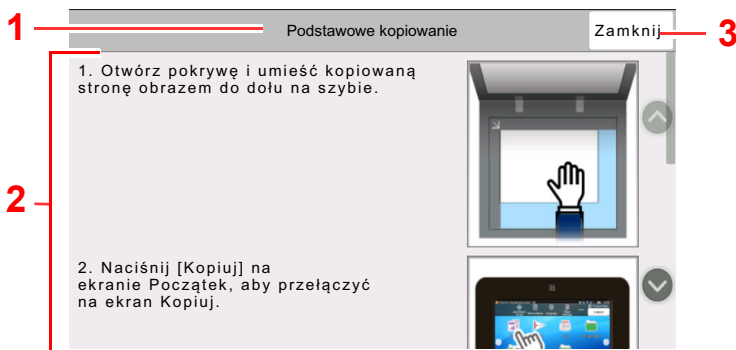 1
Podstawowe kopiowanie
Zamknij
3
2
1. Otwórz pokrywę i umieść kopiowaną
stronę obrazem do dołu na szybie.
2. Naciśnij [Kopiuj] na
ekranie Początek, aby przełączyć
na ekran Kopiuj.